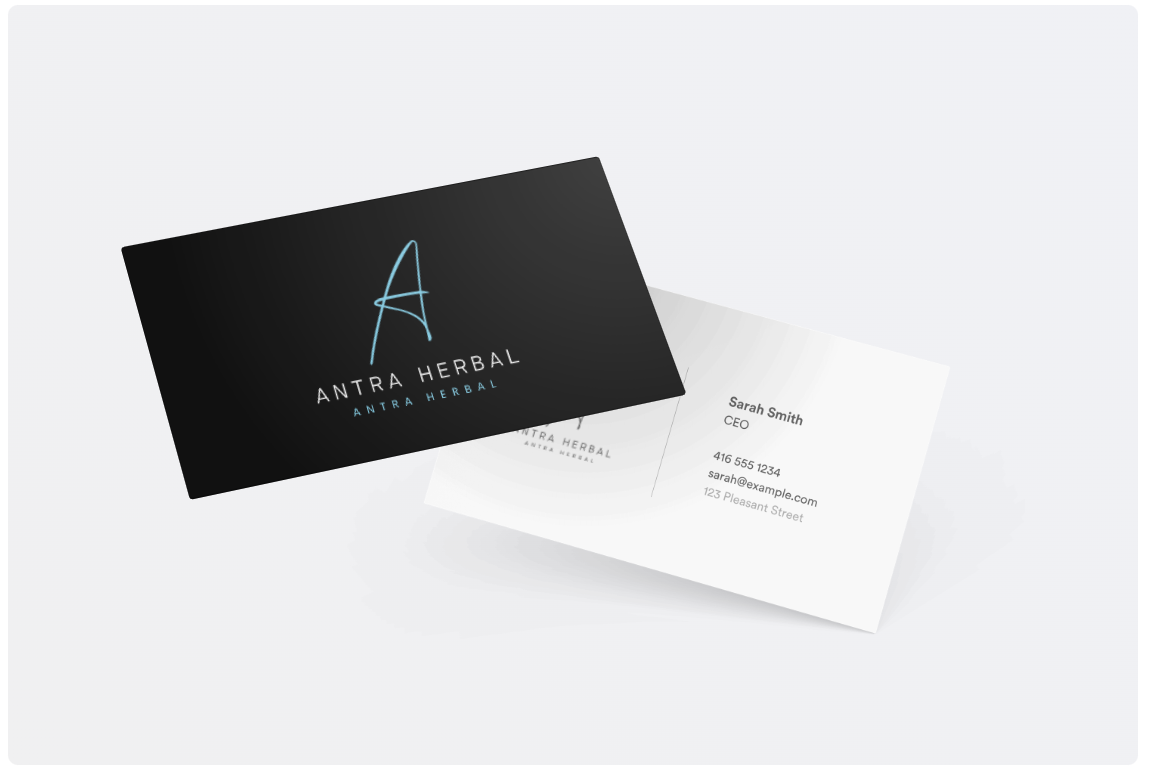 ANTRA HERBAL
ANTRA HERBAL
ANTRA HERBAL
ANTRA HERBAL
Sarah Smith
CEO
416 555 1234
sarah@example.com
123 Pleasant Street